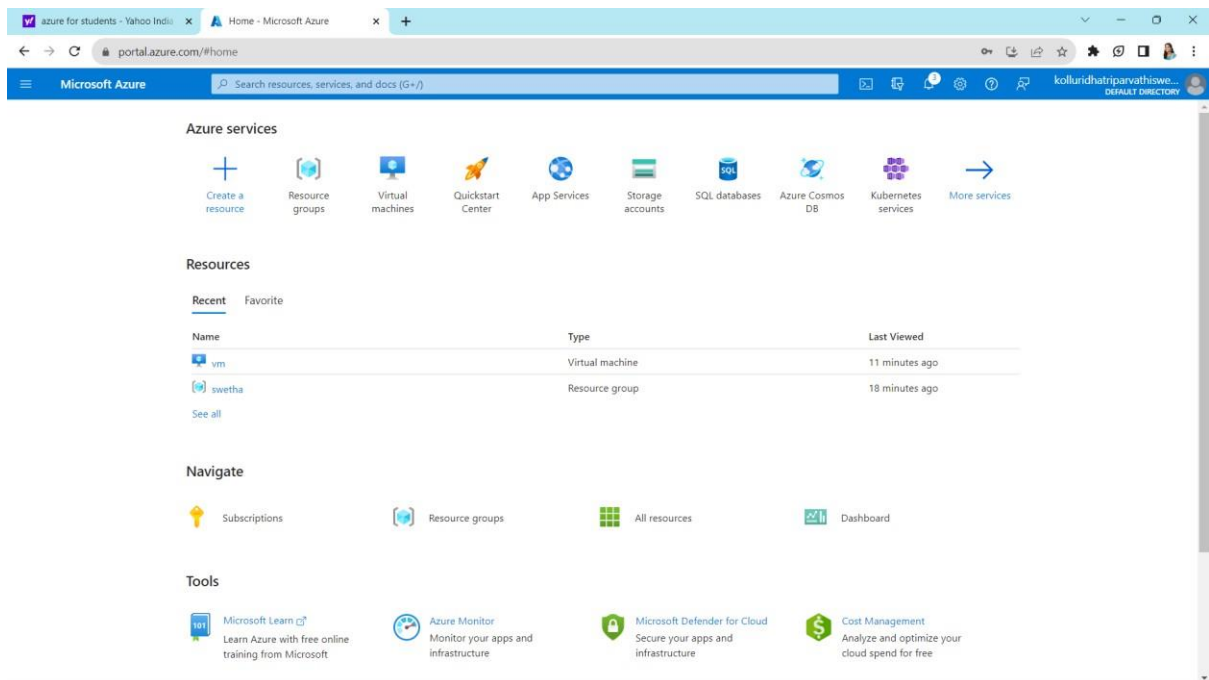 azure for students - Yahoo India
Home - Microsoft Azure
portal.azure.com/#home
Microsoft Azure
Search resources, services, and docs (G+/)
kolluridhatriparvathiswe...
DEFAULT DIRECTORY
Azure services
Create a resource
Resource groups
Virtual machines
Quickstart Center
App Services
Storage accounts
SQL databases
Azure Cosmos DB
Kubernetes services
More services
Resources
Recent Favorite
Name Type Last Viewed
vm Virtual machine 11 minutes ago
swetha Resource group 18 minutes ago
See all
Navigate
Subscriptions Resource groups All resources Dashboard
Tools
Microsoft Learn
Learn Azure with free online
training from Microsoft
Azure Monitor
Monitor your apps and
infrastructure
Microsoft Defender for Cloud
Secure your apps and
infrastructure
Cost Management
Analyze and optimize your
cloud spend for free